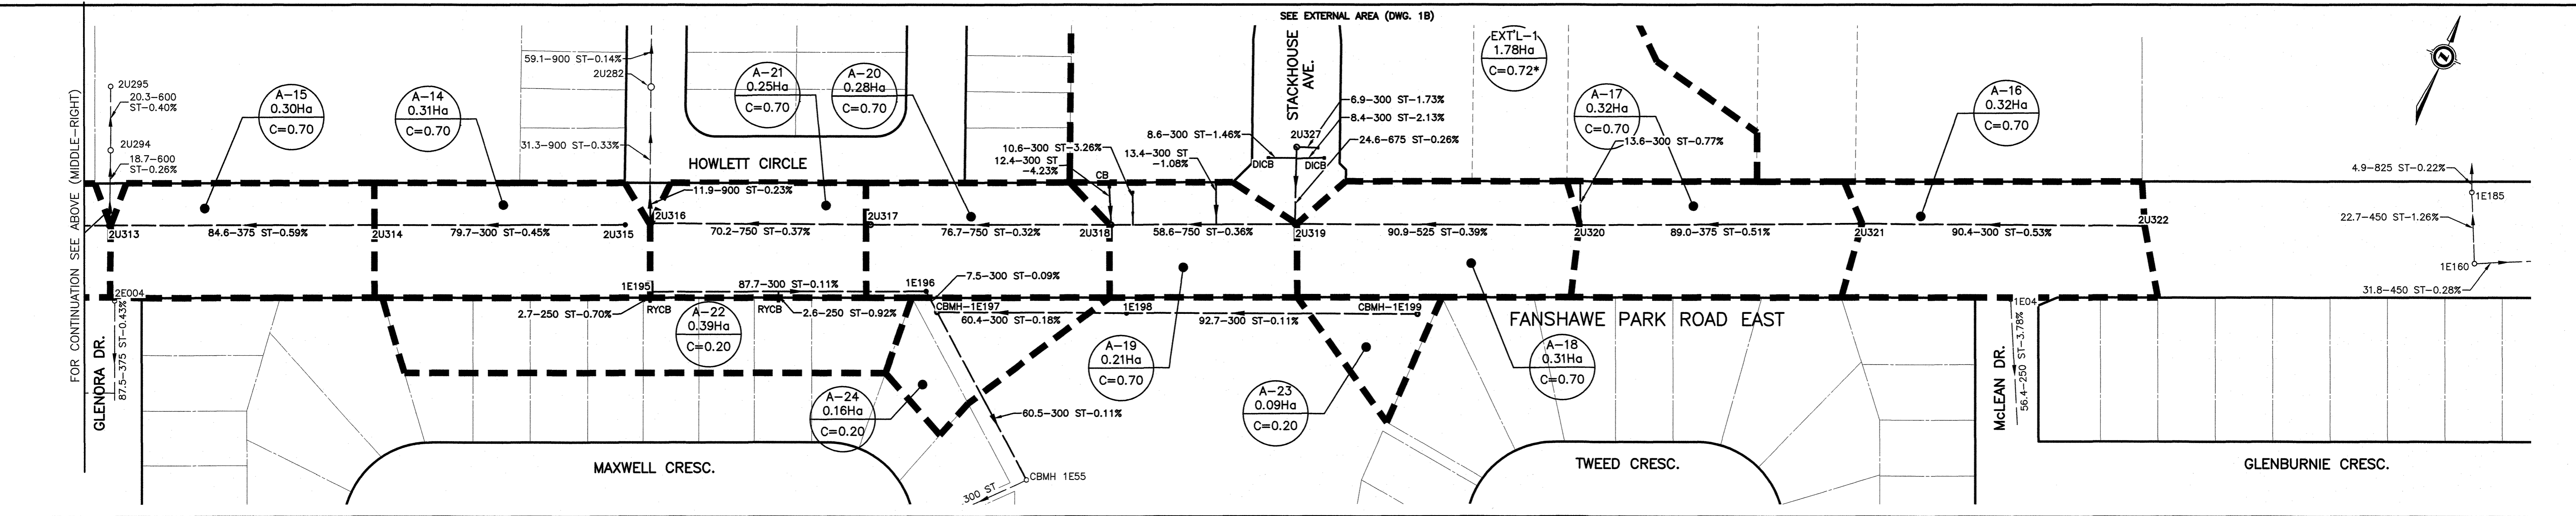 SEE EXTERNAL AREA (DWG. 1B)
FOR CONTINUATION SEE ABOVE (MIDDLE-RIGHT)
2U295
20.3-600
ST-0.40%
2U294
18.7-600
ST-0.26%
A-15
0.30Ha
C=0.70
A-14
0.31Ha
C=0.70
59.1-900 ST-0.14%
2U282
31.3-900 ST-0.33%
A-21
0.25Ha
C=0.70
A-20
0.28Ha
C=0.70
HOWLETT CIRCLE
11.9-900 ST-0.23%
10.6-300 ST-3.26%
12.4-300 ST
-4.23%
CB
13.4-300 ST
-1.08%
8.6-300 ST-1.46%
STACKHOUSE
AVE.
6.9-300 ST-1.73%
8.4-300 ST-2.13%
24.6-675 ST-0.26%
2U327
DICB
DICB
EXT'L-1
1.78Ha
C=0.72*
A-17
0.32Ha
C=0.70
13.6-300 ST-0.77%
A-16
0.32Ha
C=0.70
4.9-825 ST-0.22%
1E185
22.7-450 ST-1.26%
1E160
31.8-450 ST-0.28%
2U313
84.6-375 ST-0.59%
2U314
79.7-300 ST-0.45%
2U315
2U316
70.2-750 ST-0.37%
2U317
76.7-750 ST-0.32%
2U318
58.6-750 ST-0.36%
2U319
90.9-525 ST-0.39%
2U320
89.0-375 ST-0.51%
2U321
90.4-300 ST-0.53%
2U322
2E004
1E195
87.7-300 ST-0.11%
1E196
7.5-300 ST-0.09%
CBMH-1E197
60.4-300 ST-0.18%
1E198
92.7-300 ST-0.11%
CBMH-1E199
FANSHAWE PARK ROAD EAST
1E04
2.7-250 ST-0.70%
RYCB
RYCB
2.6-250 ST-0.92%
A-22
0.39Ha
C=0.20
A-19
0.21Ha
C=0.70
A-18
0.31Ha
C=0.70
A-24
0.16Ha
C=0.20
A-23
0.09Ha
C=0.20
60.5-300 ST-0.11%
GLENORA DR.
87.5-375 ST-0.43%
McLEAN DR.
56.4-250 ST-3.78%
MAXWELL CRESC.
TWEED CRESC.
GLENBURNIE CRESC.
CBMH 1E55
300 ST